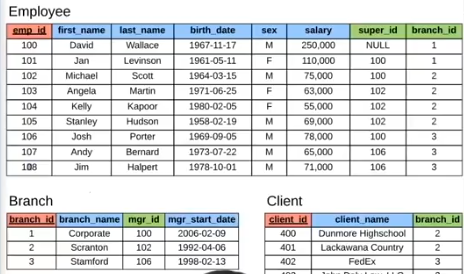 Employee
emp_id first_name last_name birth_date sex salary super_id branch_id
100 David Wallace 1967-11-17 M 250,000 NULL 1
101 Jan Levinson 1961-05-11 F 110,000 100 1
102 Michael Scott 1964-03-15 M 75,000 100 2
103 Angela Martin 1971-06-25 F 63,000 102 2
104 Kelly Kapoor 1980-02-05 F 55,000 102 2
105 Stanley Hudson 1958-02-19 M 69,000 102 2
106 Josh Porter 1969-09-05 M 78,000 100 3
107 Andy Bernard 1973-07-22 M 65,000 106 3
108 Jim Halpert 1978-10-01 M 71,000 106 3
Branch
branch_id branch_name mgr_id mgr_start_date
1 Corporate 100 2006-02-09
2 Scranton 102 1992-04-06
3 Stamford 106 1998-02-13
Client
client_id client_name branch_id
400 Dunmore Highschool 2
401 Lackawana Country 2
402 FedEx 3